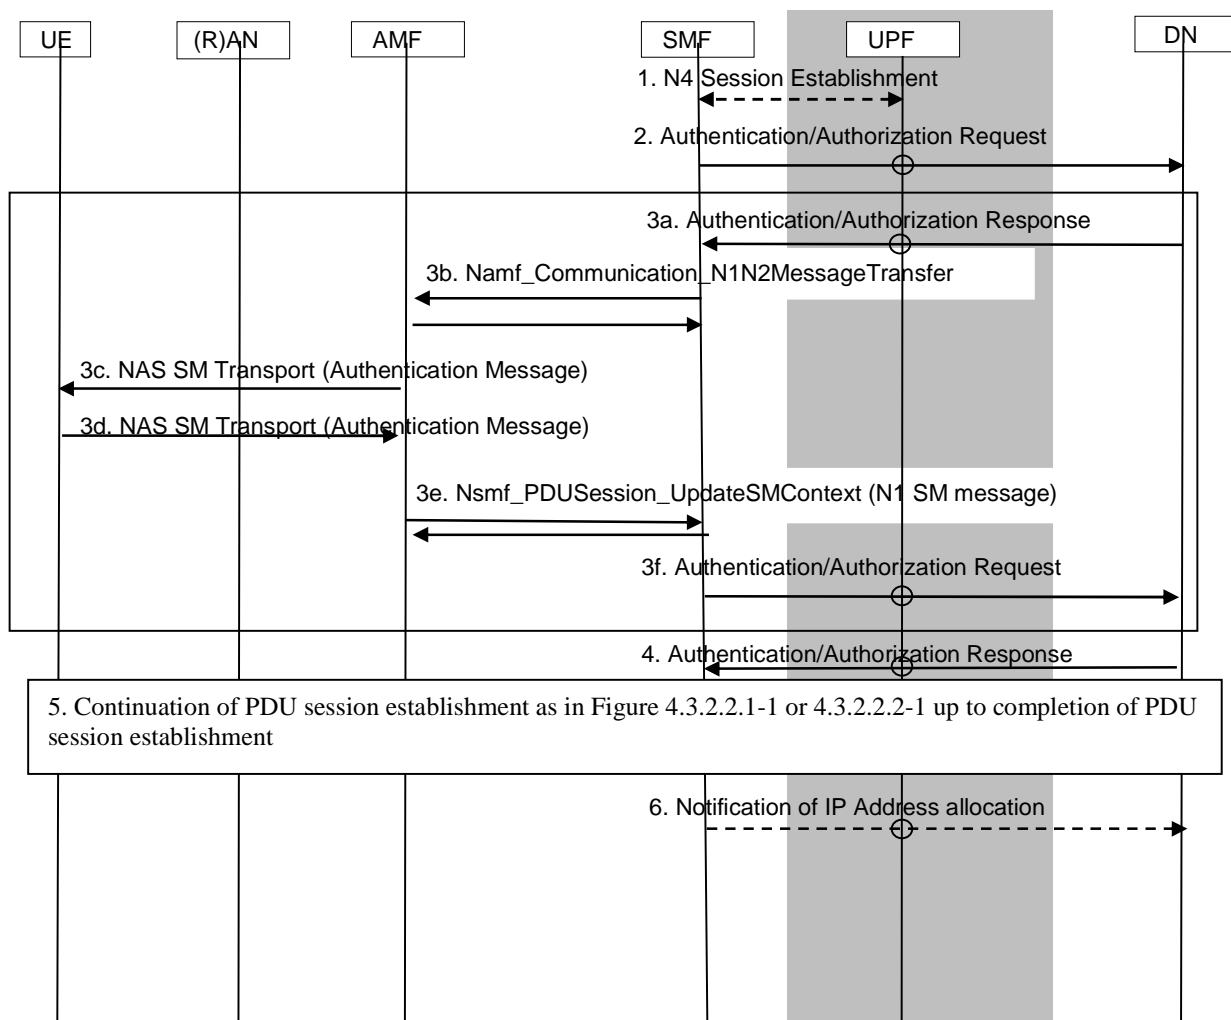 UE
(R)AN
AMF
SMF
UPF
DN
1. N4 Session Establishment
2. Authentication/Authorization Request
3a. Authentication/Authorization Response
3b. Namf_Communication_N1N2MessageTransfer
3c. NAS SM Transport (Authentication Message)
3d. NAS SM Transport (Authentication Message)
3e. Nsmf_PDUSession_UpdateSMContext (N1 SM message)
3f. Authentication/Authorization Request
4. Authentication/Authorization Response
5. Continuation of PDU session establishment as in Figure 4.3.2.2.1-1 or 4.3.2.2.2-1 up to completion of PDU
session establishment
6. Notification of IP Address allocation